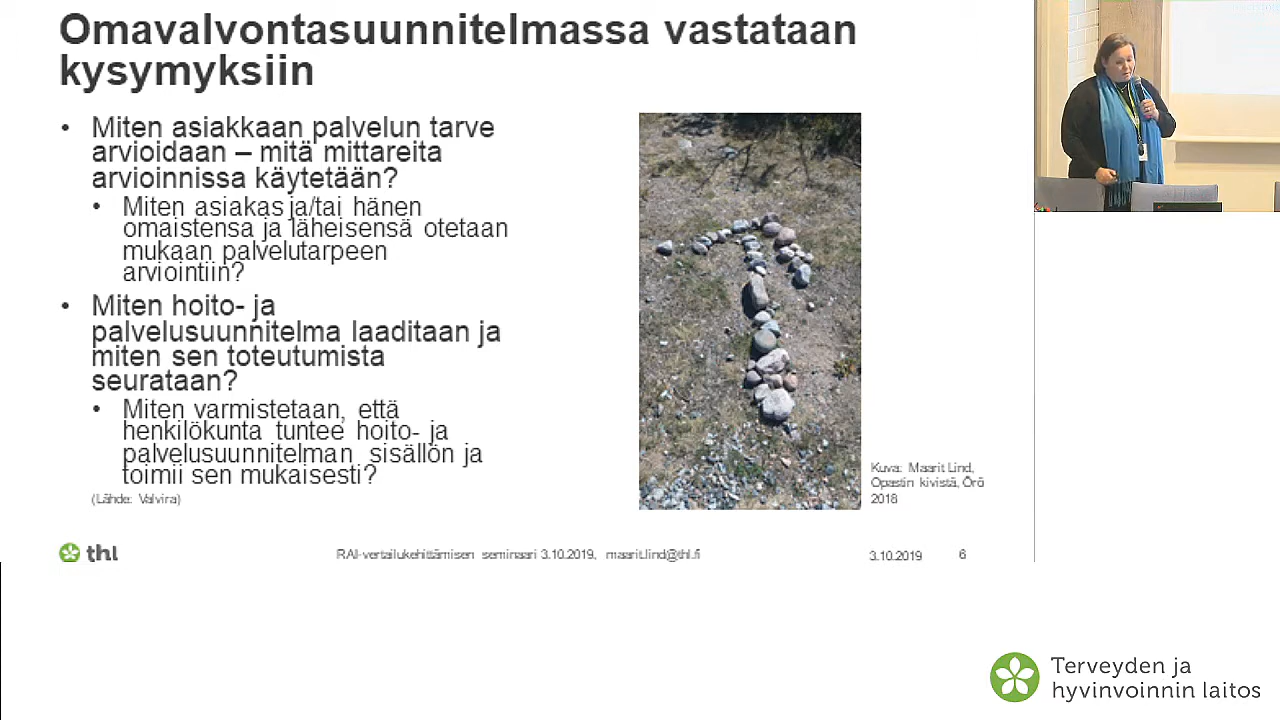 Omavalvontasuunnitelmassa vastataan
kysymyksiin
• Miten asiakkaan palvelun tarve
arvioidaan – mitä mittareita
arvioinnissa käytetään?
• Miten asiakas ja/tai hänen
omaistensa ja läheisensä otetaan
mukaan palvelutarpeen
arviointiin?
• Miten hoito- ja
palvelusuunnitelma laaditaan ja
miten sen toteutumista
seurataan?
• Miten varmistetaan, että
henkilökunta tuntee hoito- ja
palvelusuunnitelman sisällön ja
toimii sen mukaisesti?
(Lähde: Valvira)
Kuva: Maarit Lind,
Opastin kivistä, Örö
2018
thl
RAI-vertailukehittämisen seminaari 3.10.2019, maarit.lind@thl.fi
3.10.2019
6
Terveyden ja
hyvinvoinnin laitos